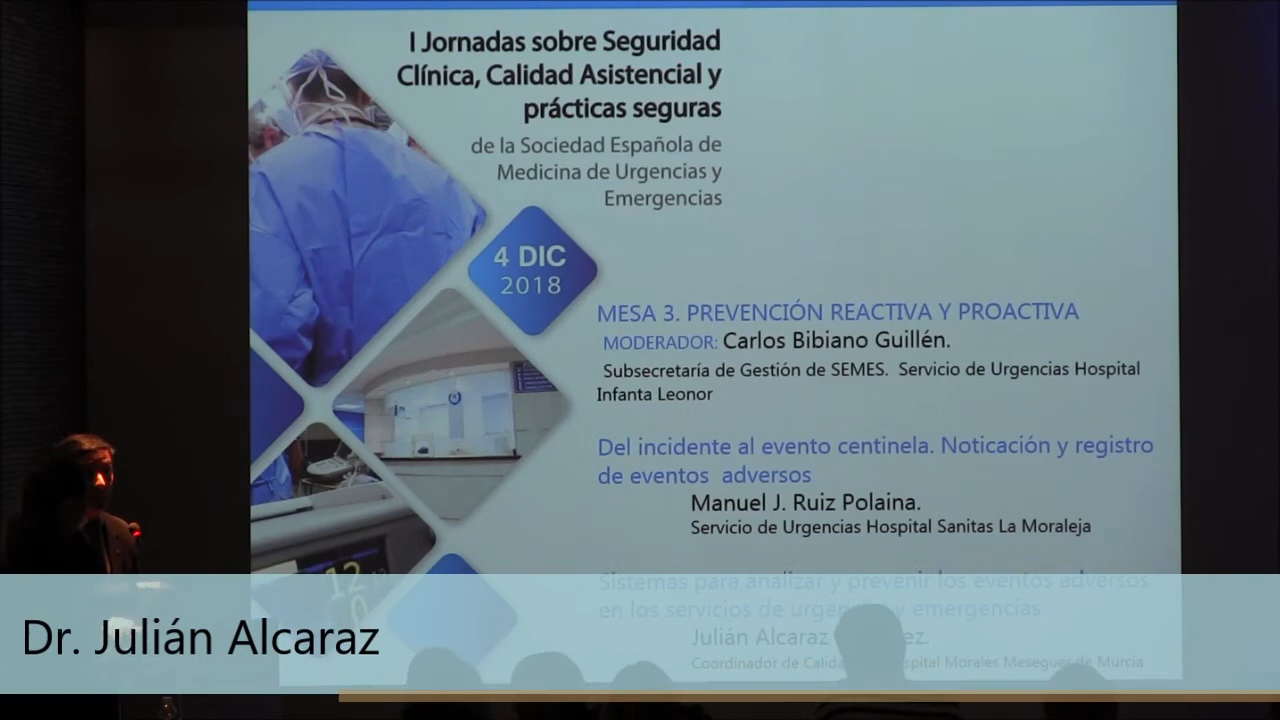 I Jornadas sobre Seguridad
Clínica, Calidad Asistencial y
prácticas seguras
de la Sociedad Española de
Medicina de Urgencias y
Emergencias
4 DIC
2018
MESA 3. PREVENCIÓN REACTIVA Y PROACTIVA
MODERADOR: Carlos Bibiano Guillén.
Subsecretaría de Gestión de SEMES. Servicio de Urgencias Hospital
Infanta Leonor
Del incidente al evento centinela. Noticación y registro
de eventos adversos
Manuel J. Ruiz Polaina.
Servicio de Urgencias Hospital Sanitas La Moraleja
Sistemas para analizar y prevenir los eventos adversos
en los servicios de y emergencias
Julián Alcaraz
Coordinador de Morales Meseguer de Murcia
12
Dr. Julián Alcaraz